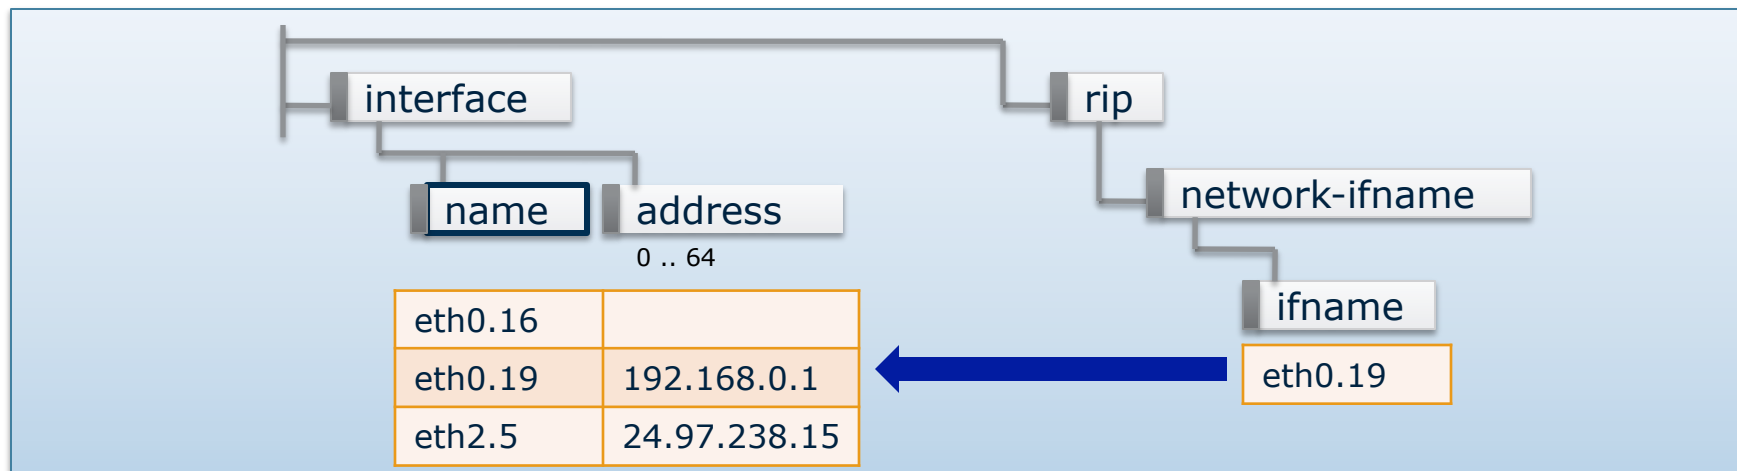 interface
rip
name
address
0 .. 64
network-ifname
ifname
eth0.16
eth0.19 192.168.0.1
eth2.5 24.97.238.15
eth0.19